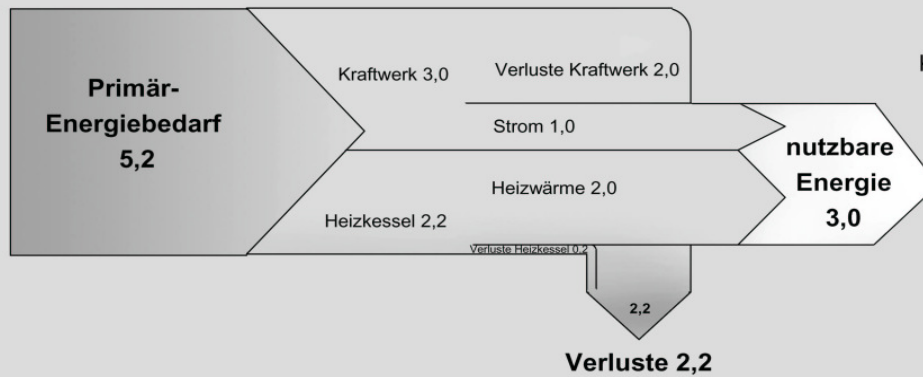 Primär-
Energiebedarf
5,2
Kraftwerk 3,0
Verluste Kraftwerk 2,0
Strom 1,0
Heizwärme 2,0
Heizkessel 2,2
Verluste Heizkessel 0,2
nutzbare
Energie
3,0
2,2
Verluste 2,2